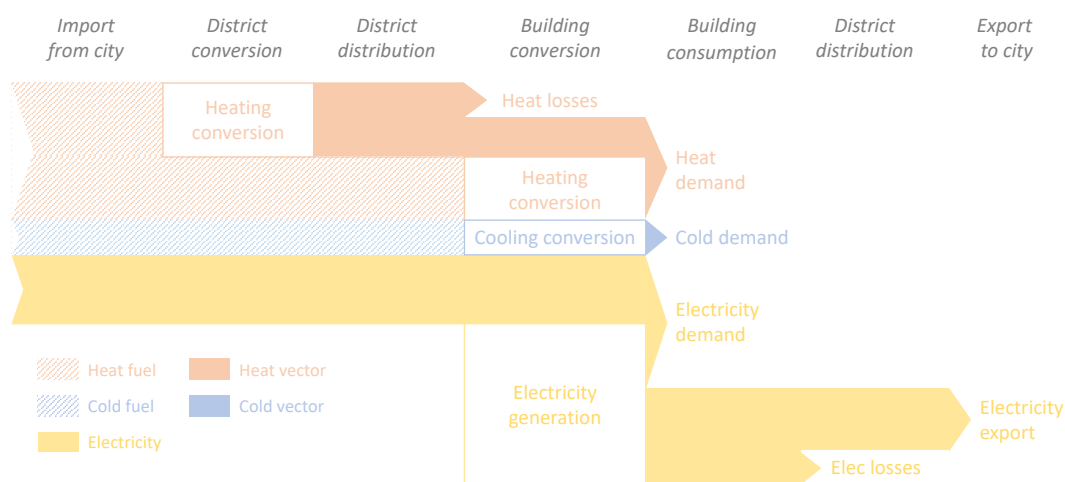 Import
from city
District
conversion
District
distribution
Building
conversion
Building
consumption
District
distribution
Export
to city
Heating
conversion
Heat losses
Heat
demand
Heating
conversion
Cooling conversion
Cold demand
Electricity
demand
Heat fuel
Heat vector
Cold fuel
Cold vector
Electricity
Electricity
generation
Electricity
export
Elec losses